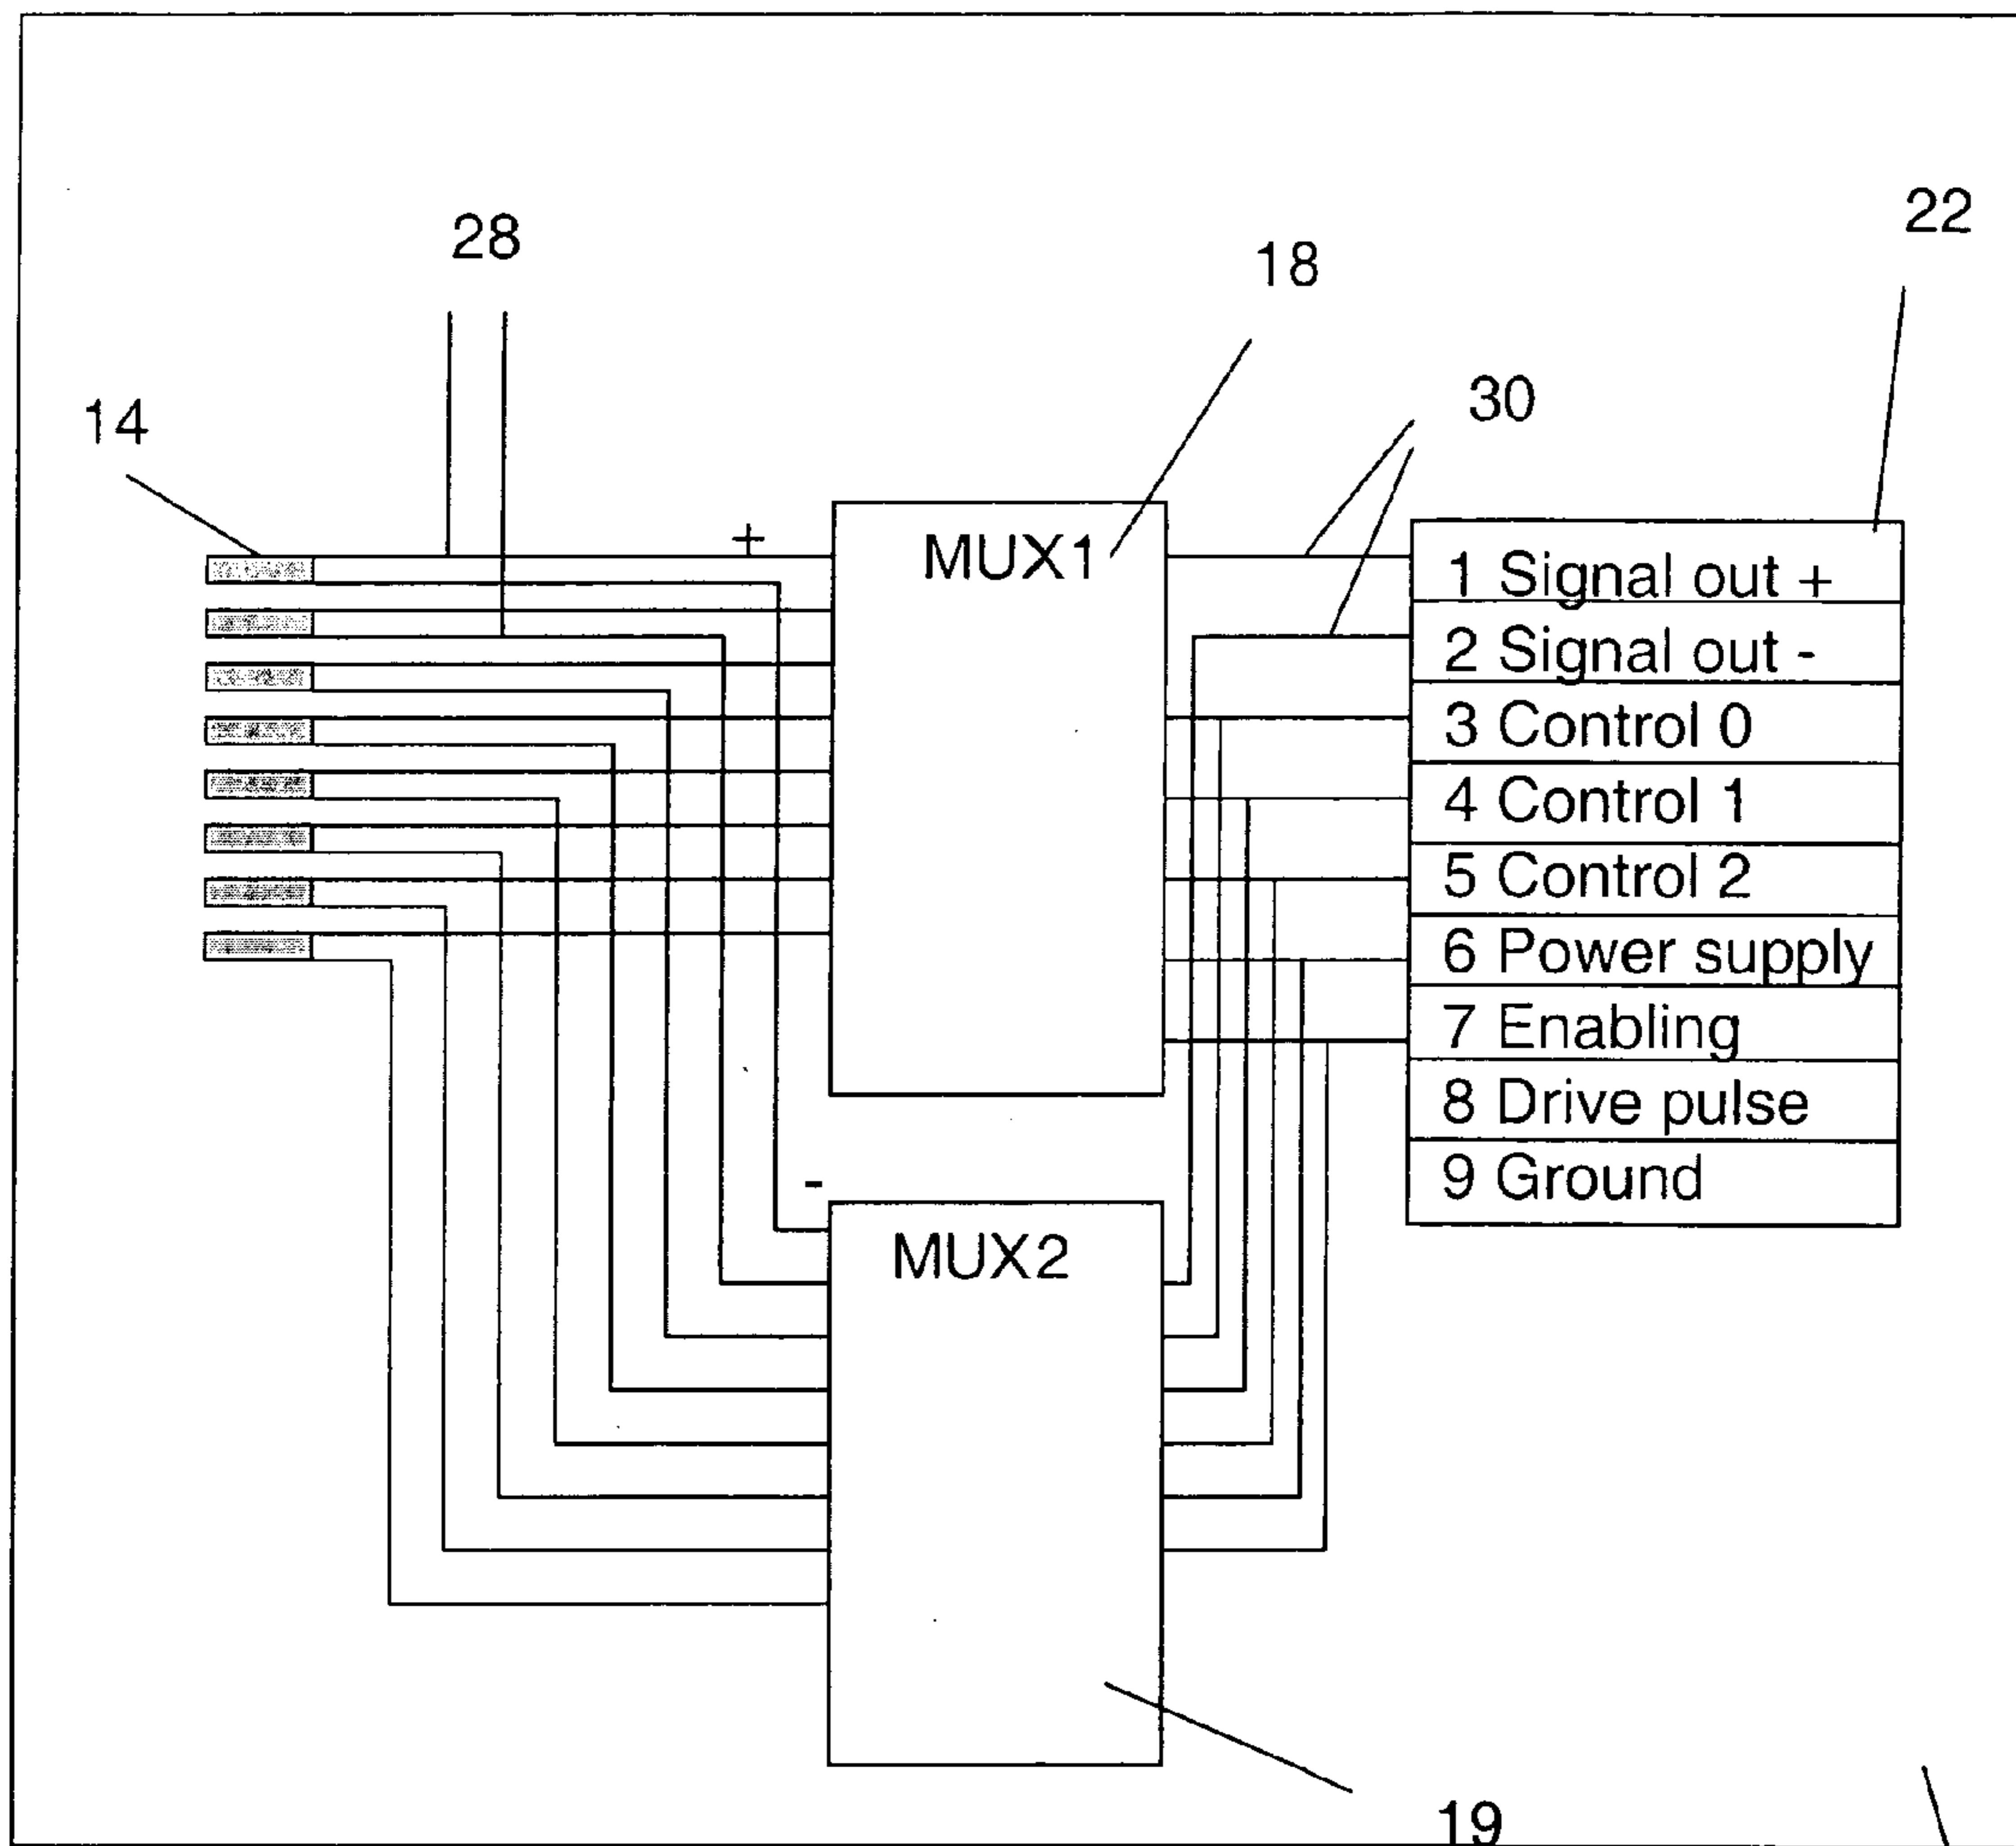 28
22
18
30
14
+
MUX1
1 Signal out +
2 Signal out -
3 Control 0
4 Control 1
5 Control 2
6 Power supply
7 Enabling
8 Drive pulse
9 Ground
-
MUX2
19